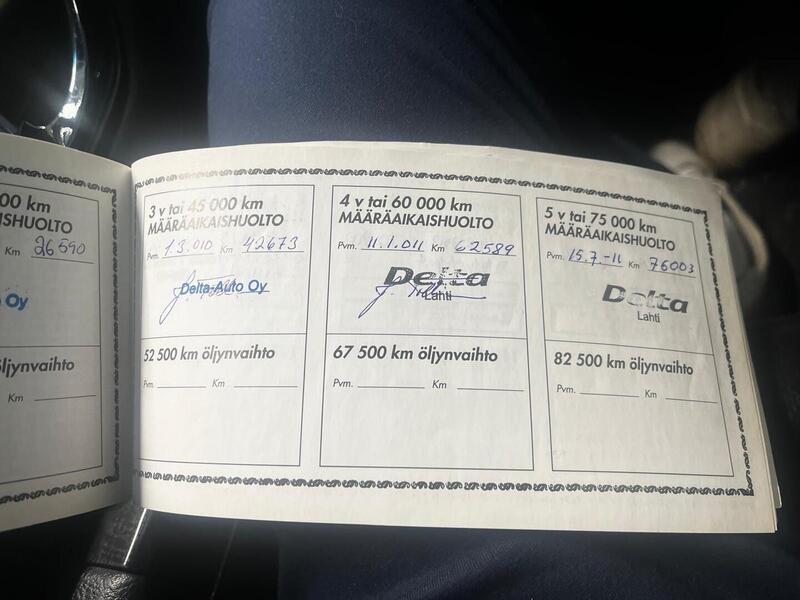 00 km
ISHUOLTO
Km 26590
o Oy
ljynvaihto
Km
3 v tai 45 000 km
MÄÄRÄAIKAISHUOLTO
Pvm. 1.3.010 Km 42673
Delta-Auto Oy
52 500 km öljynvaihto
Pvm. Km
4 v tai 60 000 km
MÄÄRÄAIKAISHUOLTO
Pvm. 11.1.011 Km 62589
Delta
Lahti
67 500 km öljynvaihto
Pvm. Km
5 v tai 75 000 km
MÄÄRÄAIKAISHUOLTO
Pvm. 15.7.-11 Km 76003
Delta
Lahti
82 500 km öljynvaihto
Pvm. Km